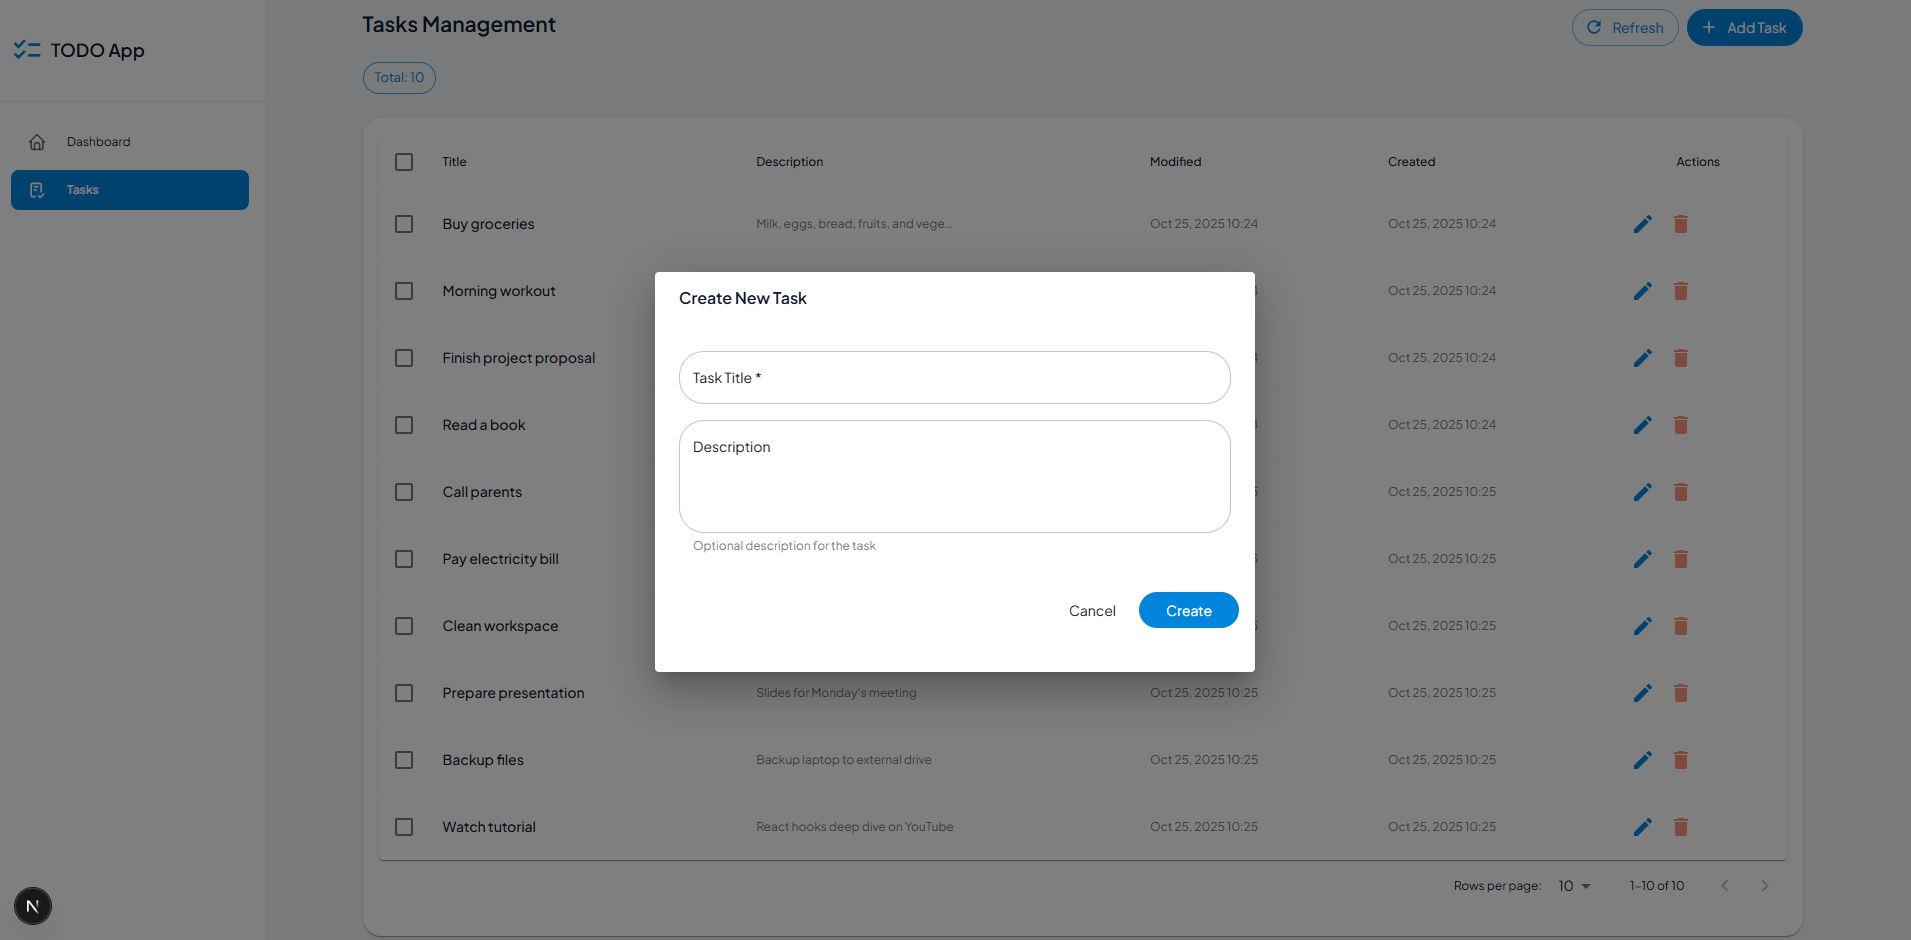 TODO App
Dashboard
Tasks
Tasks Management
Refresh
Add Task
Total: 10
Title Description Modified Created Actions
Buy groceries Milk, eggs, bread, fruits, and vege... Oct 25, 2025 10:24 Oct 25, 2025 10:24
Morning workout Oct 25, 2025 10:24
Finish project proposal Oct 25, 2025 10:24
Read a book Oct 25, 2025 10:24
Call parents Oct 25, 2025 10:25
Pay electricity bill Oct 25, 2025 10:25
Clean workspace Oct 25, 2025 10:25
Prepare presentation Slides for Monday's meeting Oct 25, 2025 10:25 Oct 25, 2025 10:25
Backup files Backup laptop to external drive Oct 25, 2025 10:25 Oct 25, 2025 10:25
Watch tutorial React hooks deep dive on YouTube Oct 25, 2025 10:25 Oct 25, 2025 10:25
Rows per page: 10 1–10 of 10
Create New Task
Task Title *
Description
Optional description for the task
Cancel
Create
N